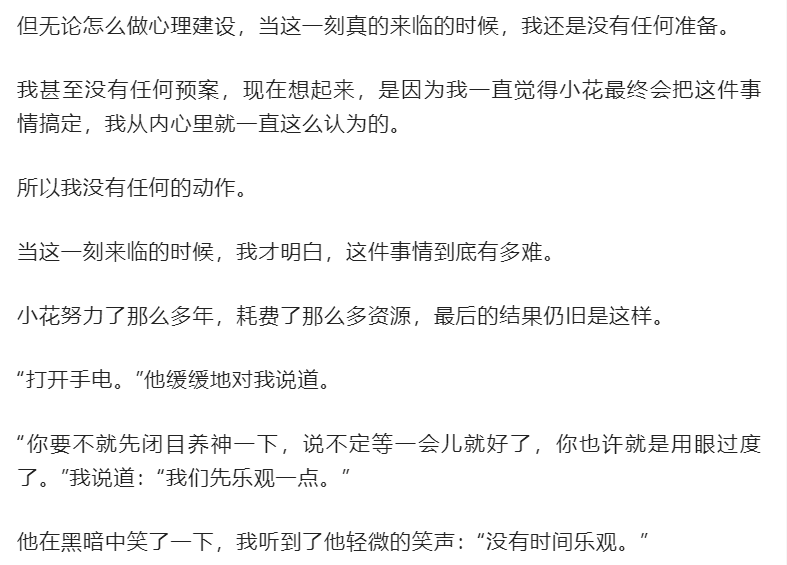 但无论怎么做心理建设，当这一刻真的来临的时候，我还是没有任何准备。
我甚至没有任何预案，现在想起来，是因为我一直觉得小花最终会把这件事
情搞定，我从内心里就一直这么认为的。
所以我没有任何的动作。
当这一刻来临的时候，我才明白，这件事情到底有多难。
小花努力了那么多年，耗费了那么多资源，最后的结果仍旧是这样。
“打开手电。”他缓缓地对我说道。
“你要不就先闭目养神一下，说不定等一会儿就好了，你也许就是用眼过度
了。”我说道：“我们先乐观一点。”
他在黑暗中笑了一下，我听到了他轻微的笑声：“没有时间乐观。”